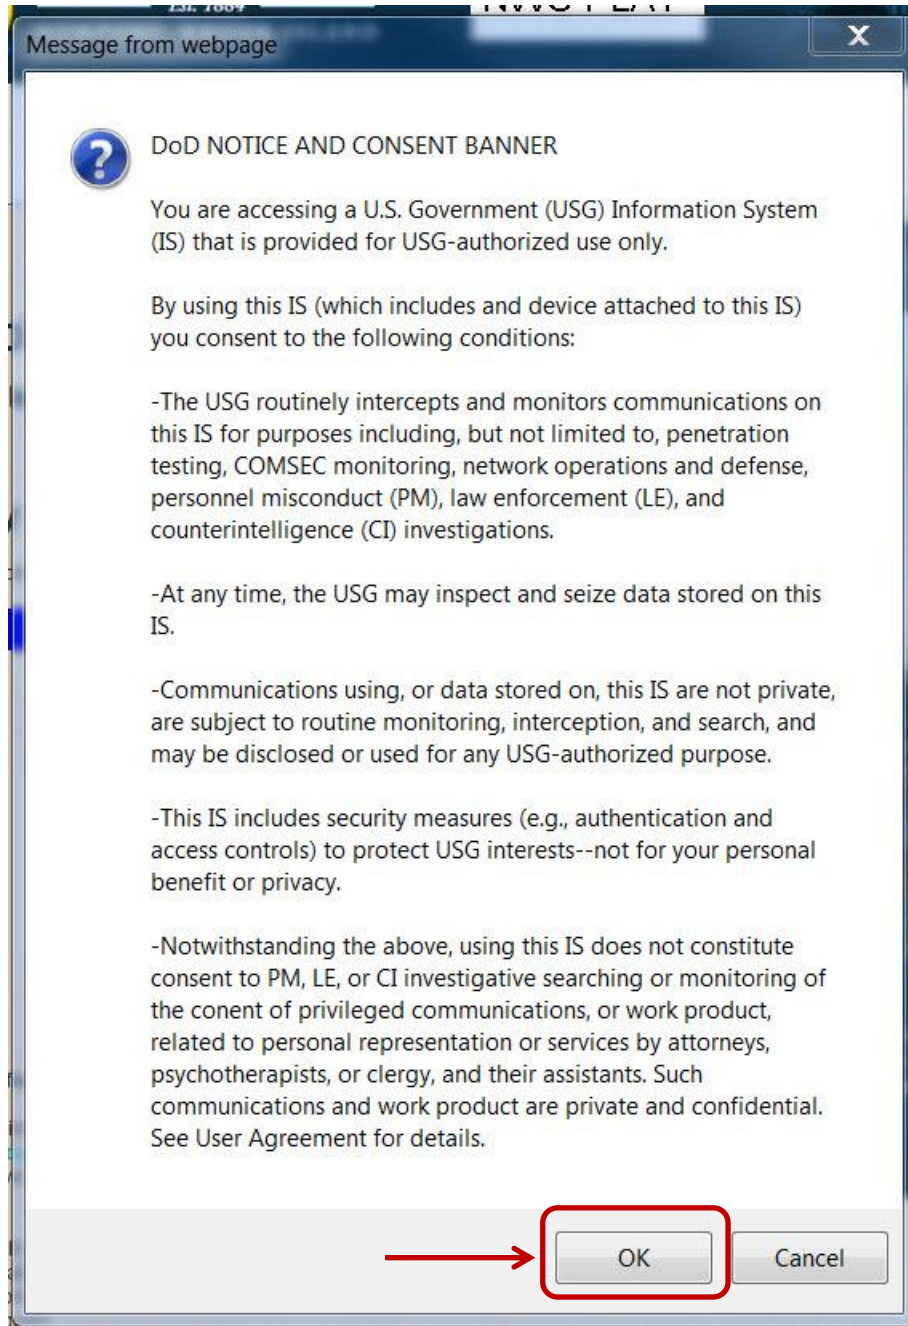 Est. 1884
Message from webpage
X
DoD NOTICE AND CONSENT BANNER
You are accessing a U.S. Government (USG) Information System
(IS) that is provided for USG-authorized use only.
By using this IS (which includes and device attached to this IS)
you consent to the following conditions:
-The USG routinely intercepts and monitors communications on
this IS for purposes including, but not limited to, penetration
testing, COMSEC monitoring, network operations and defense,
personnel misconduct (PM), law enforcement (LE), and
counterintelligence (CI) investigations.
-At any time, the USG may inspect and seize data stored on this
IS.
-Communications using, or data stored on, this IS are not private,
are subject to routine monitoring, interception, and search, and
may be disclosed or used for any USG-authorized purpose.
-This IS includes security measures (e.g., authentication and
access controls) to protect USG interests--not for your personal
benefit or privacy.
-Notwithstanding the above, using this IS does not constitute
consent to PM, LE, or CI investigative searching or monitoring of
the conent of privileged communications, or work product,
related to personal representation or services by attorneys,
psychotherapists, or clergy, and their assistants. Such
communications and work product are private and confidential.
See User Agreement for details.
OK
Cancel